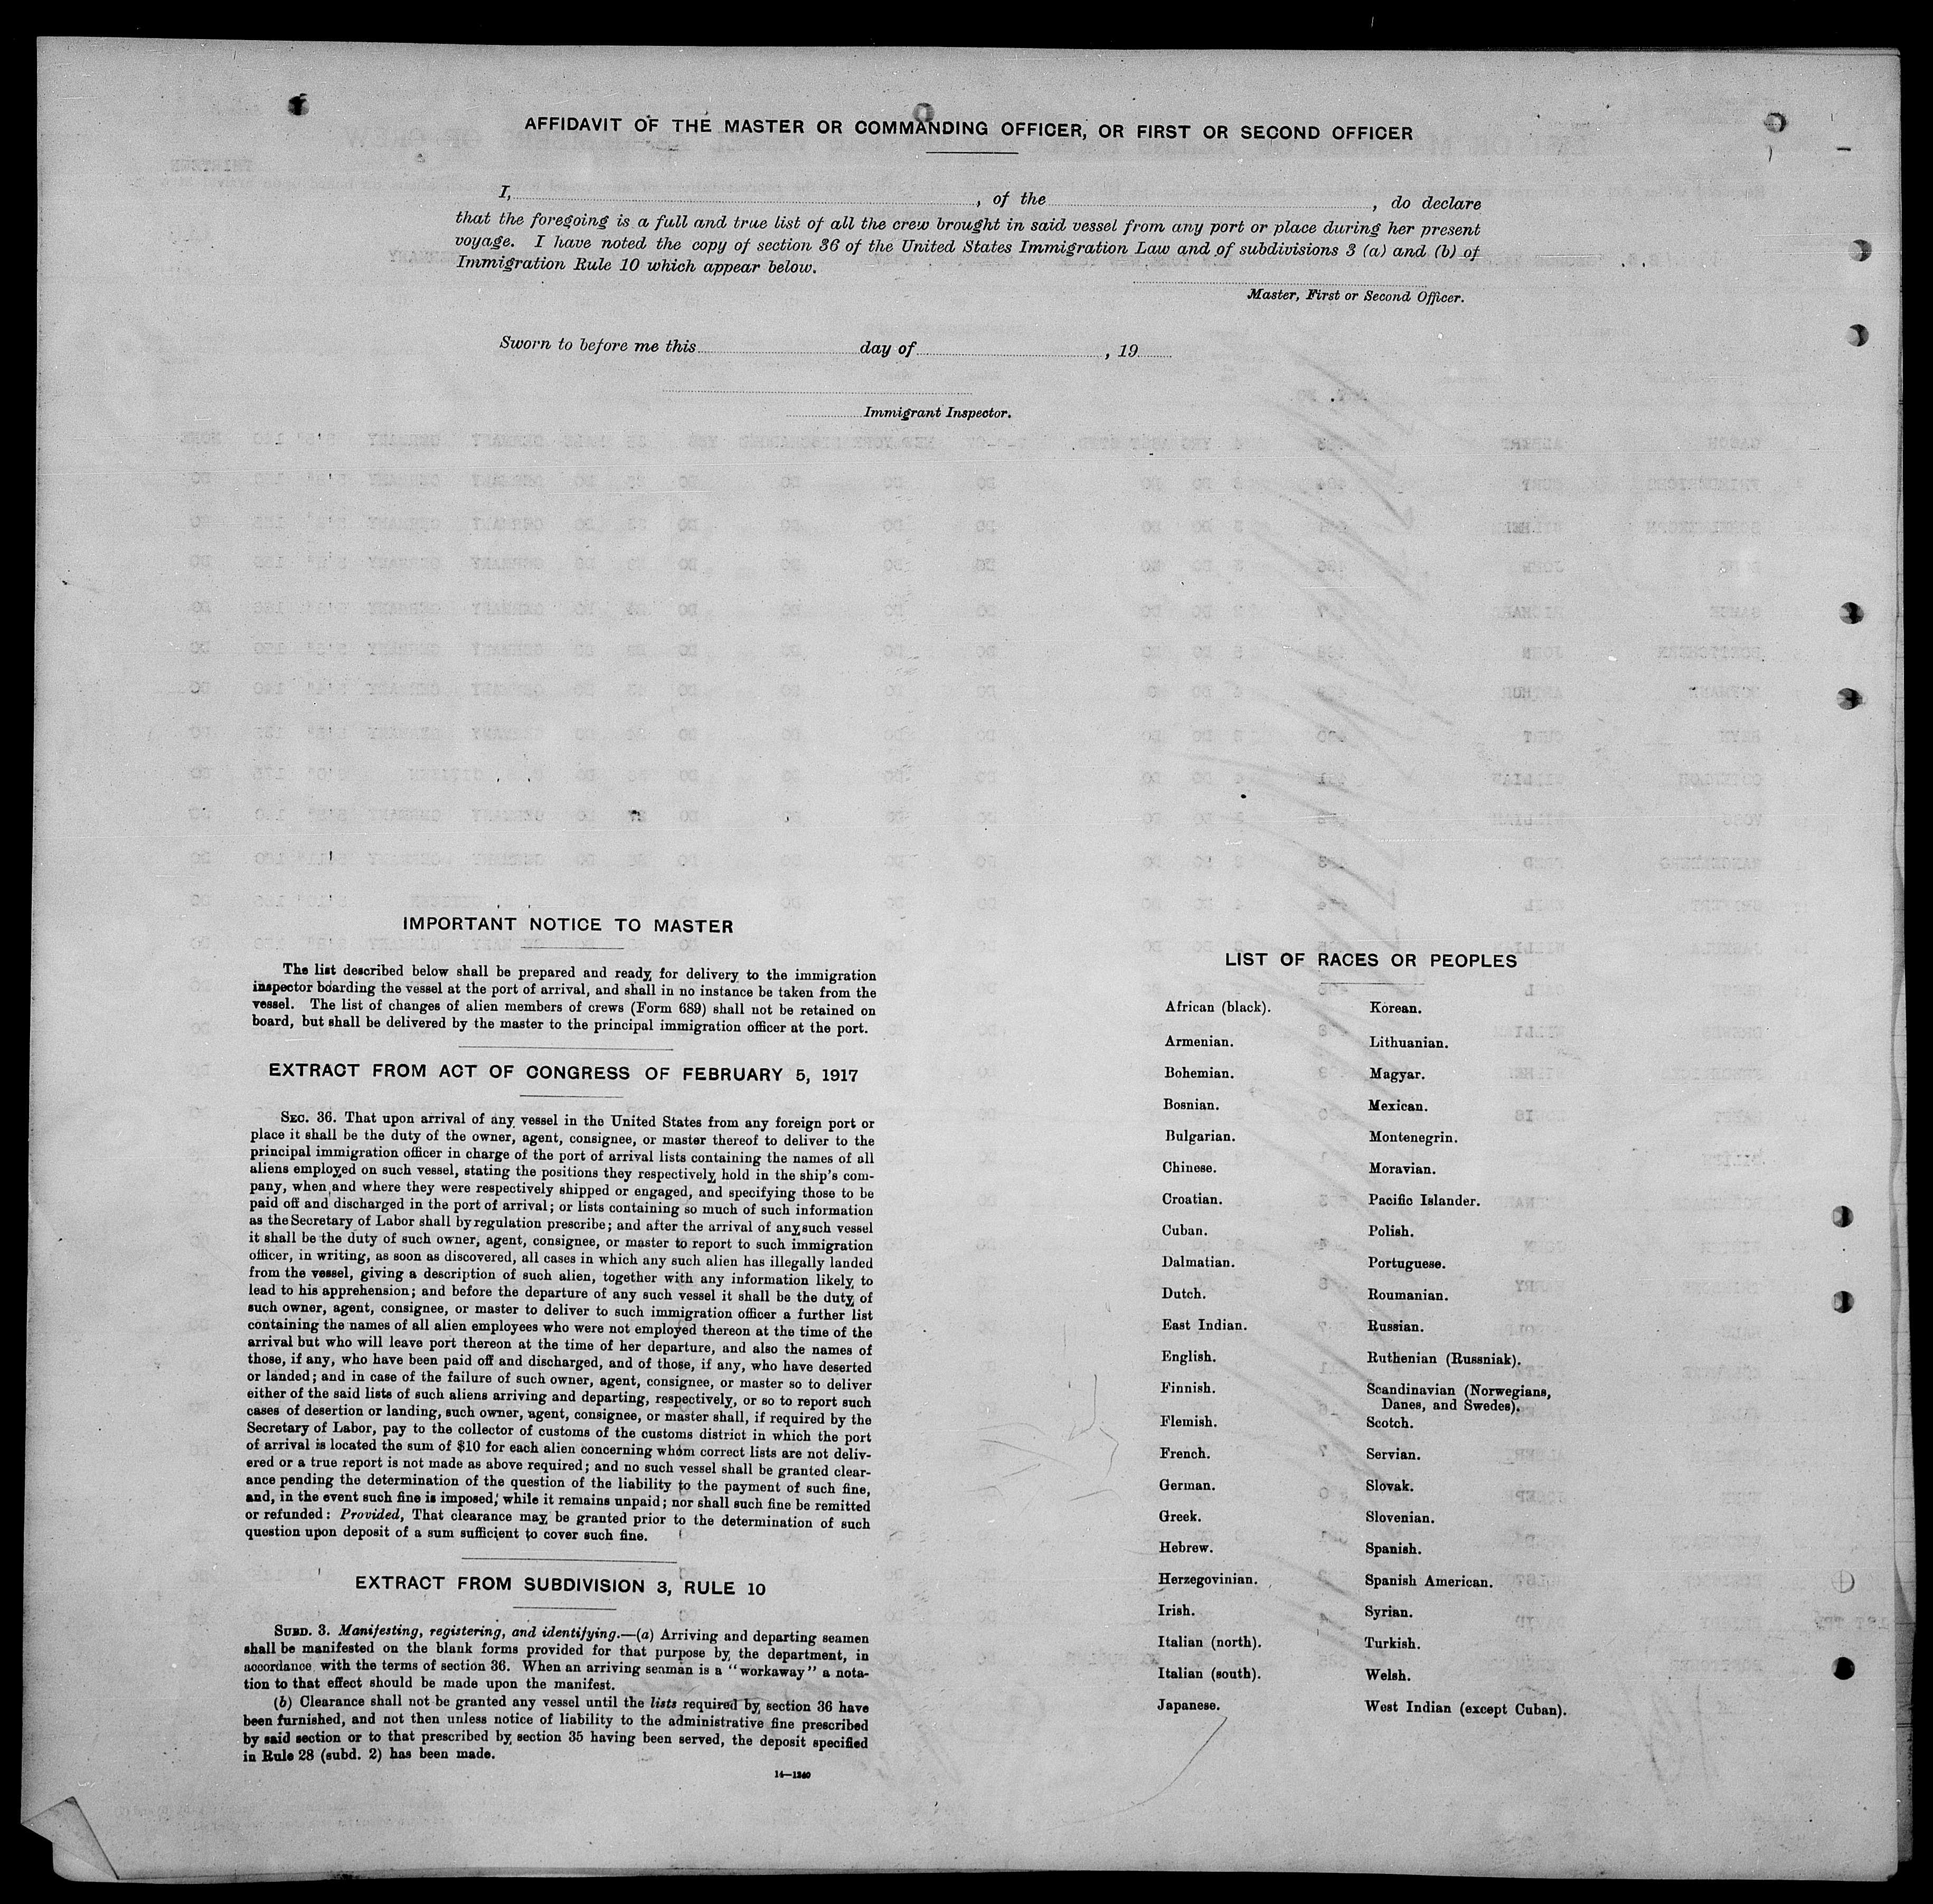 AFFIDAVIT OF THE MASTER OR COMMANDING OFFICER, OR FIRST OR SECOND OFFICER
I, , of the , do declare
that the foregoing is a full and true list of all the crew brought in said vessel from any port or place during her present
voyage. I have noted the copy of section 36 of the United States Immigration Law and of subdivisions 3 (a) and (b) of
Immigration Rule 10 which appear below.
Master, First or Second Officer.
Sworn to before me this day of , 19
Immigrant Inspector.
IMPORTANT NOTICE TO MASTER
The list described below shall be prepared and ready for delivery to the immigration
inspector boarding the vessel at the port of arrival, and shall in no instance be taken from the
vessel. The list of changes of alien members of crews (Form 689) shall not be retained on
board, but shall be delivered by the master to the principal immigration officer at the port.
EXTRACT FROM ACT OF CONGRESS OF FEBRUARY 5, 1917
SEC. 36. That upon arrival of any vessel in the United States from any foreign port or
place it shall be the duty of the owner, agent, consignee, or master thereof to deliver to the
principal immigration officer in charge of the port of arrival lists containing the names of all
aliens employed on such vessel, stating the positions they respectively hold in the ship's com-
pany, when and where they were respectively shipped or engaged, and specifying those to be
paid off and discharged in the port of arrival; or lists containing so much of such information
as the Secretary of Labor shall by regulation prescribe; and after the arrival of any such vessel
it shall be the duty of such owner, agent, consignee, or master to report to such immigration
officer, in writing, as soon as discovered, all cases in which any such alien has illegally landed
from the vessel, giving a description of such alien, together with any information likely to
lead to his apprehension; and before the departure of any such vessel it shall be the duty of
such owner, agent, consignee, or master to deliver to such immigration officer a further list
containing the names of all alien employees who were not employed thereon at the time of the
arrival but who will leave port thereon at the time of her departure, and also the names of
those, if any, who have been paid off and discharged, and of those, if any, who have deserted
or landed; and in case of the failure of such owner, agent, consignee, or master so to deliver
either of the said lists of such aliens arriving and departing, respectively, or so to report such
cases of desertion or landing, such owner, agent, consignee, or master shall, if required by the
Secretary of Labor, pay to the collector of customs of the customs district in which the port
of arrival is located the sum of $10 for each alien concerning whom correct lists are not deliv-
ered or a true report is not made as above required; and no such vessel shall be granted clear-
ance pending the determination of the question of the liability to the payment of such fine,
and, in the event such fine is imposed, while it remains unpaid; nor shall such fine be remitted
or refunded: Provided, That clearance may be granted prior to the determination of such
question upon deposit of a sum sufficient to cover such fine.
EXTRACT FROM SUBDIVISION 3, RULE 10
SUBD. 3. Manifesting, registering, and identifying.—(a) Arriving and departing seamen
shall be manifested on the blank forms provided for that purpose by the department, in
accordance with the terms of section 36. When an arriving seaman is a "workaway" a nota-
tion to that effect should be made upon the manifest.
(b) Clearance shall not be granted any vessel until the lists required by section 36 have
been furnished, and not then unless notice of liability to the administrative fine prescribed
by said section or to that prescribed by section 35 having been served, the deposit specified
in Rule 28 (subd. 2) has been made.
14—1240
LIST OF RACES OR PEOPLES
African (black).
Armenian.
Bohemian.
Bosnian.
Bulgarian.
Chinese.
Croatian.
Cuban.
Dalmatian.
Dutch.
East Indian.
English.
Finnish.
Flemish.
French.
German.
Greek.
Hebrew.
Herzegovinian.
Irish.
Italian (north).
Italian (south).
Japanese.
Korean.
Lithuanian.
Magyar.
Mexican.
Montenegrin.
Moravian.
Pacific Islander.
Polish.
Portuguese.
Roumanian.
Russian.
Ruthenian (Russniak).
Scandinavian (Norwegians,
Danes, and Swedes).
Scotch.
Servian.
Slovak.
Slovenian.
Spanish.
Spanish American.
Syrian.
Turkish.
Welsh.
West Indian (except Cuban).